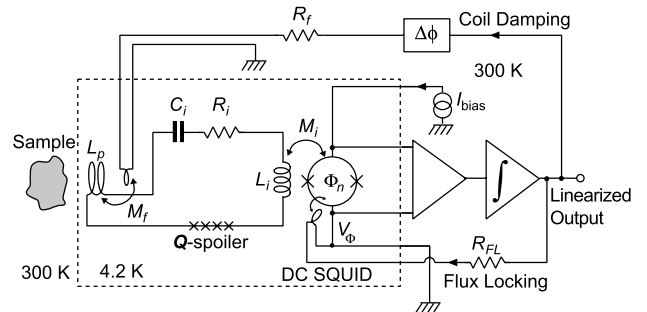 R_f
Δϕ
Coil Damping
300 K
C_i
R_i
I_bias
Sample
L_p
M_i
L_i
Φ_n
∫
M_f
Linearized
Output
Q-spoiler
V_Φ
R_FL
300 K
4.2 K
DC SQUID
Flux Locking